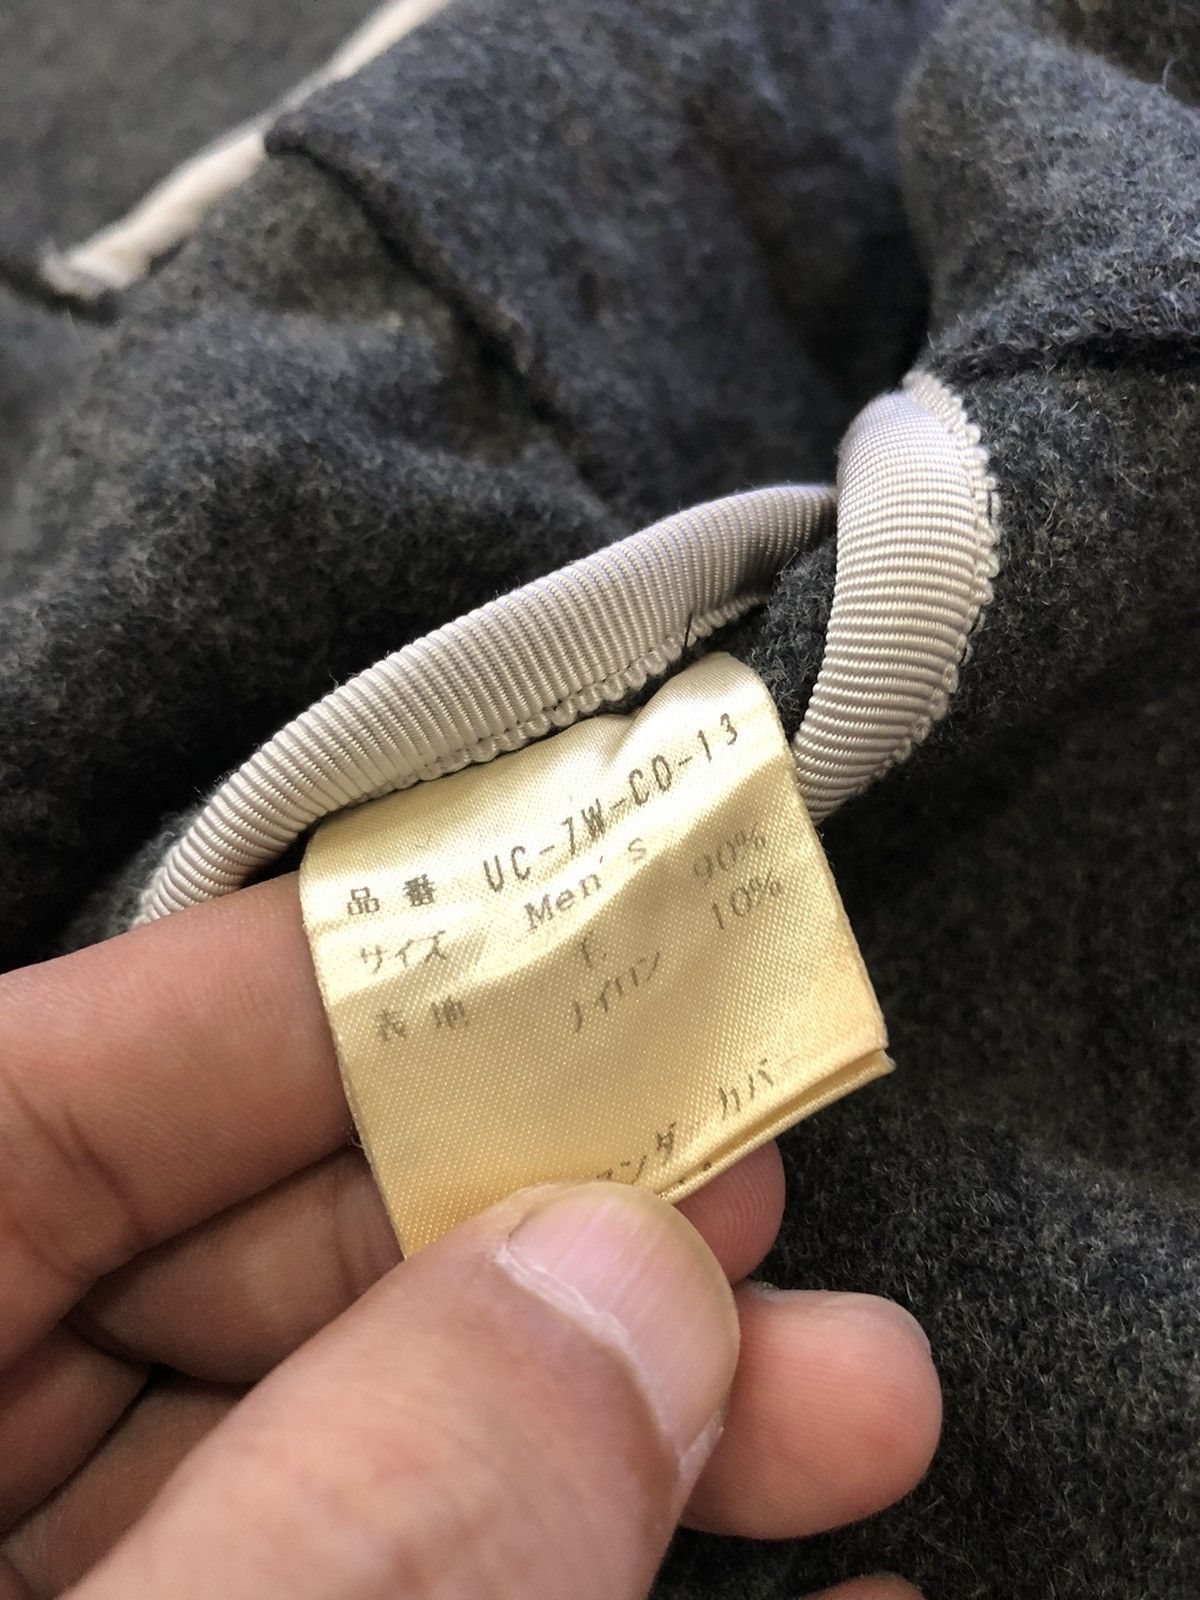 品番 UC-7W-CD-13
サイズ Men's
表地 90%
ナイロン 10%
カバー